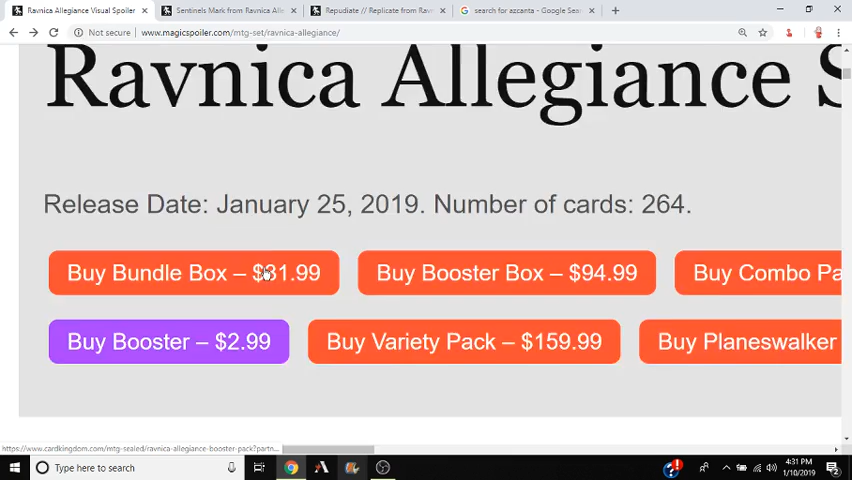 Ravnica Allegiance Visual Spoiler
Sentinels Mark from Ravnica Alle
Repudiate // Replicate from Ravn
search for azcanta - Google Sear
Not secure
www.magicspoiler.com/mtg-set/ravnica-allegiance/
Ravnica Allegiance S
Release Date: January 25, 2019. Number of cards: 264.
Buy Bundle Box – $31.99
Buy Booster Box – $94.99
Buy Combo Pa
Buy Booster – $2.99
Buy Variety Pack – $159.99
Buy Planeswalker
https://www.cardkingdom.com/mtg-sealed/ravnica-allegiance-booster-pack?partn...
Type here to search
4:31 PM
1/10/2019
2